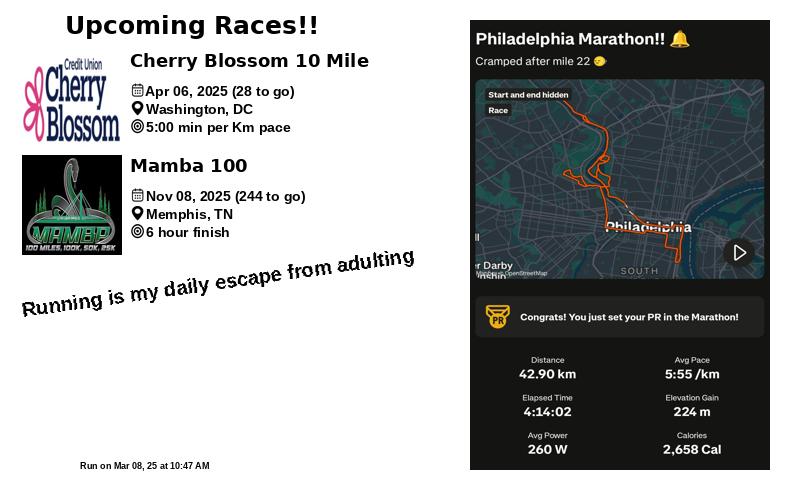 Upcoming Races!!
Credit Union
Cherry
Blossom
Cherry Blossom 10 Mile
Apr 06, 2025 (28 to go)
Washington, DC
5:00 min per Km pace
MAMBA
100 MILES, 100K, 50K, 25K
Mamba 100
Nov 08, 2025 (244 to go)
Memphis, TN
6 hour finish
Running is my daily escape from adulting
Run on Mar 08, 25 at 10:47 AM
Philadelphia Marathon!! 🔔
Cramped after mile 22
Start and end hidden
Race
Philadelphia
r Darby
SOUTH
OpenStreetMap
PR
Congrats! You just set your PR in the Marathon!
Distance
42.90 km
Avg Pace
5:55 /km
Elapsed Time
4:14:02
Elevation Gain
224 m
Avg Power
260 W
Calories
2,658 Cal